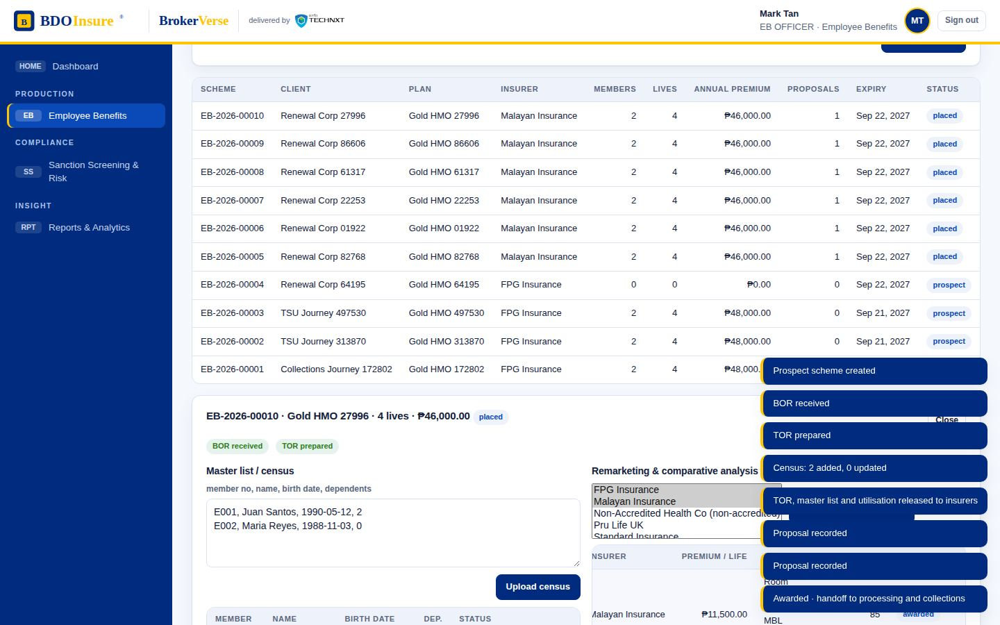 B BDOInsure ®
BrokerVerse
delivered by
TECHNXT
Mark Tan
EB OFFICER · Employee Benefits
MT
Sign out
HOME Dashboard
PRODUCTION
EB Employee Benefits
COMPLIANCE
SS Sanction Screening &
Risk
INSIGHT
RPT Reports & Analytics
SCHEME CLIENT PLAN INSURER MEMBERS LIVES ANNUAL PREMIUM PROPOSALS EXPIRY STATUS
EB-2026-00010 Renewal Corp 27996 Gold HMO 27996 Malayan Insurance 2 4 ₱46,000.00 1 Sep 22, 2027 placed
EB-2026-00009 Renewal Corp 86606 Gold HMO 86606 Malayan Insurance 2 4 ₱46,000.00 1 Sep 22, 2027 placed
EB-2026-00008 Renewal Corp 61317 Gold HMO 61317 Malayan Insurance 2 4 ₱46,000.00 1 Sep 22, 2027 placed
EB-2026-00007 Renewal Corp 22253 Gold HMO 22253 Malayan Insurance 2 4 ₱46,000.00 1 Sep 22, 2027 placed
EB-2026-00006 Renewal Corp 01922 Gold HMO 01922 Malayan Insurance 2 4 ₱46,000.00 1 Sep 22, 2027 placed
EB-2026-00005 Renewal Corp 82768 Gold HMO 82768 Malayan Insurance 2 4 ₱46,000.00 1 Sep 22, 2027 placed
EB-2026-00004 Renewal Corp 64195 Gold HMO 64195 FPG Insurance 0 0 ₱0.00 0 Sep 22, 2027 prospect
EB-2026-00003 TSU Journey 497530 Gold HMO 497530 FPG Insurance 2 4 ₱48,000.00 0 Sep 22, 2027 prospect
EB-2026-00002 TSU Journey 313870 Gold HMO 313870 FPG Insurance 2 4 ₱48,000.00 0 Sep 21, 2027 prospect
EB-2026-00001 Collections Journey 172802 Gold HMO 172802 FPG Insurance 2 4 ₱48,000.
EB-2026-00010 · Gold HMO 27996 · 4 lives · ₱46,000.00 placed
Close
BOR received TOR prepared
Master list / census
member no, name, birth date, dependents
E001, Juan Santos, 1990-05-12, 2
E002, Maria Reyes, 1988-11-03, 0
Upload census
MEMBER NAME BIRTH DATE DEP. STATUS
Remarketing & comparative analysis
FPG Insurance
Malayan Insurance
Non-Accredited Health Co (non-accredited)
Pru Life UK
Standard Insurance
NSURER PREMIUM / LIFE
Room
Malayan Insurance ₱11,500.00 85 awarded
MBL
Prospect scheme created
BOR received
TOR prepared
Census: 2 added, 0 updated
TOR, master list and utilisation released to insurers
Proposal recorded
Proposal recorded
Awarded · handoff to processing and collections